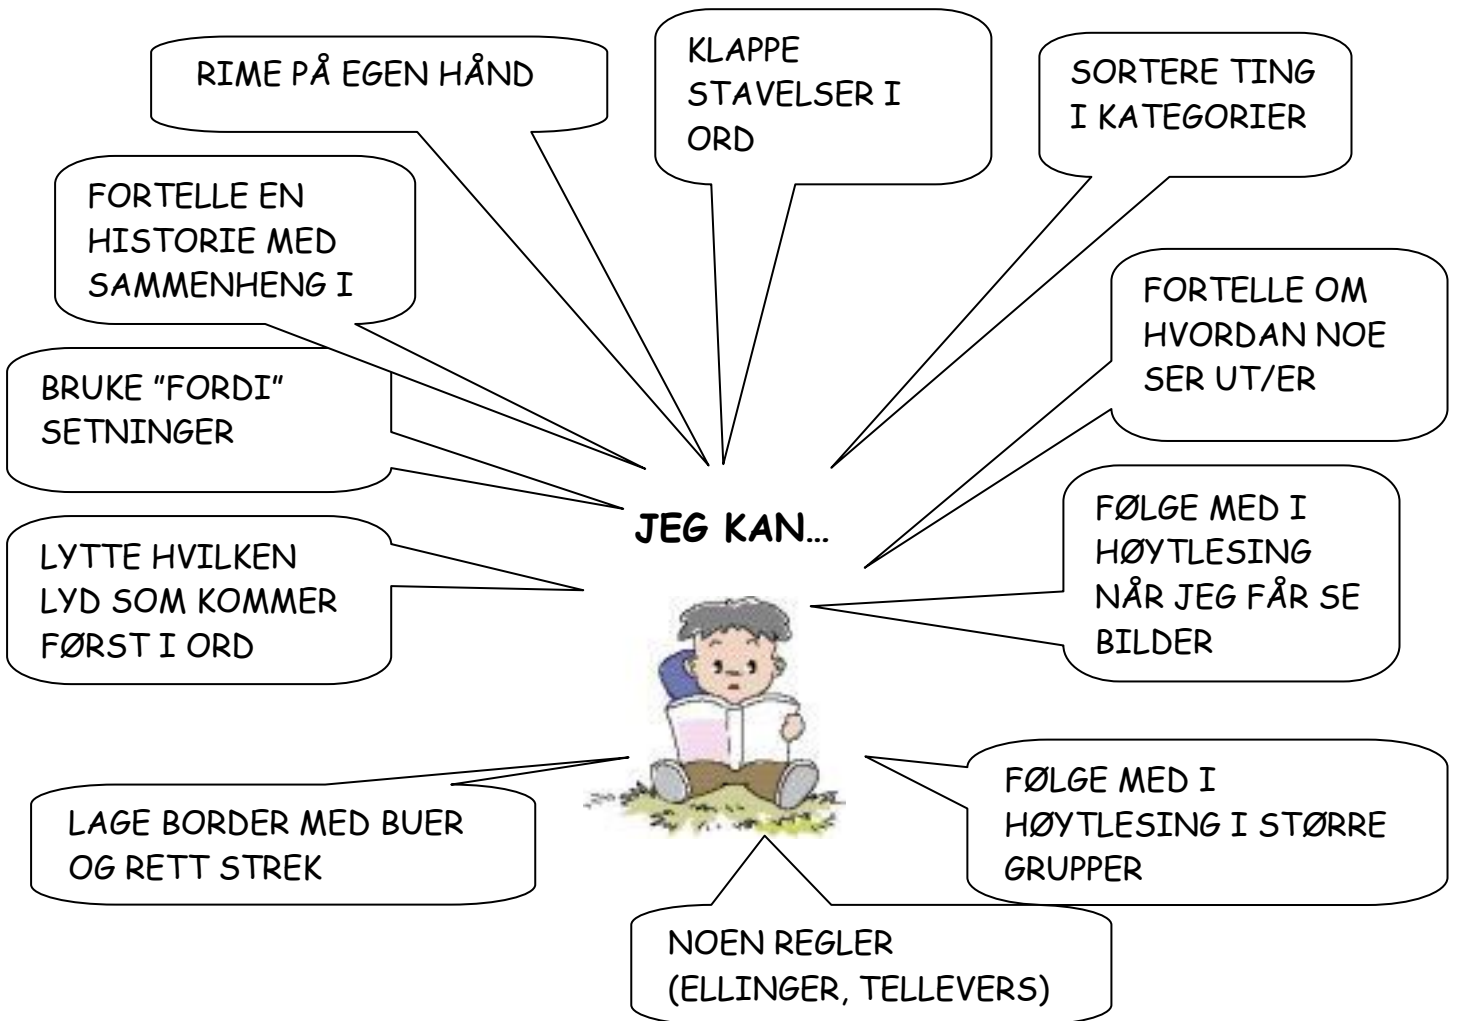 RIME PÅ EGEN HÅND
KLAPPE
STAVELSER I
ORD
SORTERE TING
I KATEGORIER
FORTELLE EN
HISTORIE MED
SAMMENHENG I
FORTELLE OM
HVORDAN NOE
SER UT/ER
BRUKE ”FORDI”
SETNINGER
JEG KAN…
FØLGE MED I
HØYTLESING
NÅR JEG FÅR SE
BILDER
LYTTE HVILKEN
LYD SOM KOMMER
FØRST I ORD
LAGE BORDER MED BUER
OG RETT STREK
FØLGE MED I
HØYTLESING I STØRRE
GRUPPER
NOEN REGLER
(ELLINGER, TELLEVERS)